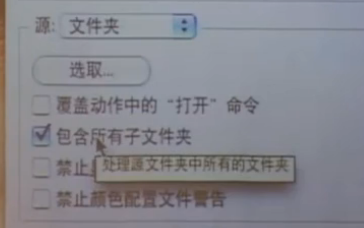 源: 文件夹
选取...
覆盖动作中的“打开”命令
包含所有子文件夹
禁止
处理源文件夹中所有的文件夹
禁止颜色配置文件警告